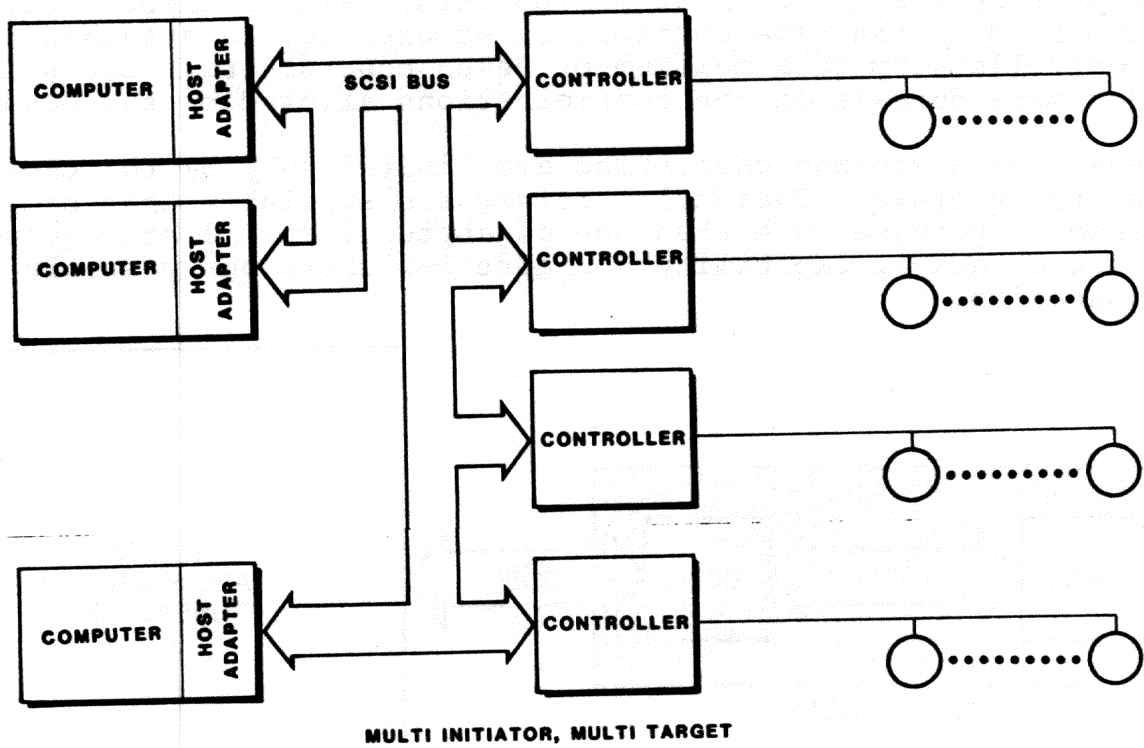 COMPUTER
HOST
ADAPTER
SCSI BUS
CONTROLLER
COMPUTER
HOST
ADAPTER
CONTROLLER
CONTROLLER
COMPUTER
HOST
ADAPTER
CONTROLLER
MULTI INITIATOR, MULTI TARGET